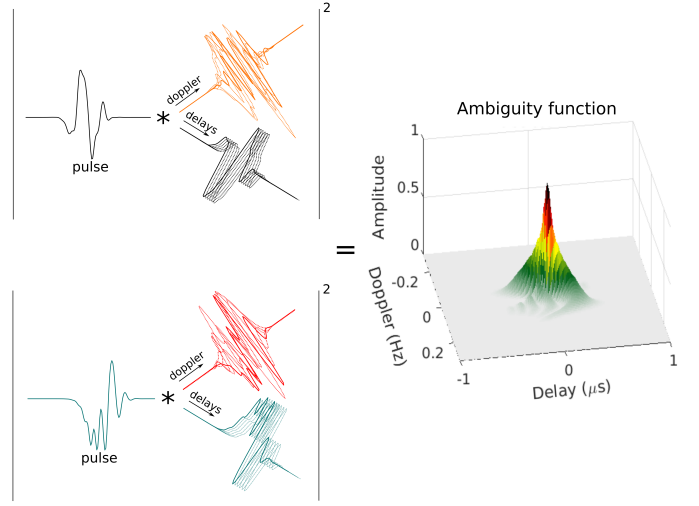 2
doppler
*
delays
pulse
=
2
doppler
*
delays
pulse
Ambiguity function
1
0.5
0
Amplitude
-0.2
0
0.2
Doppler (Hz)
-1
0
1
Delay (μs)